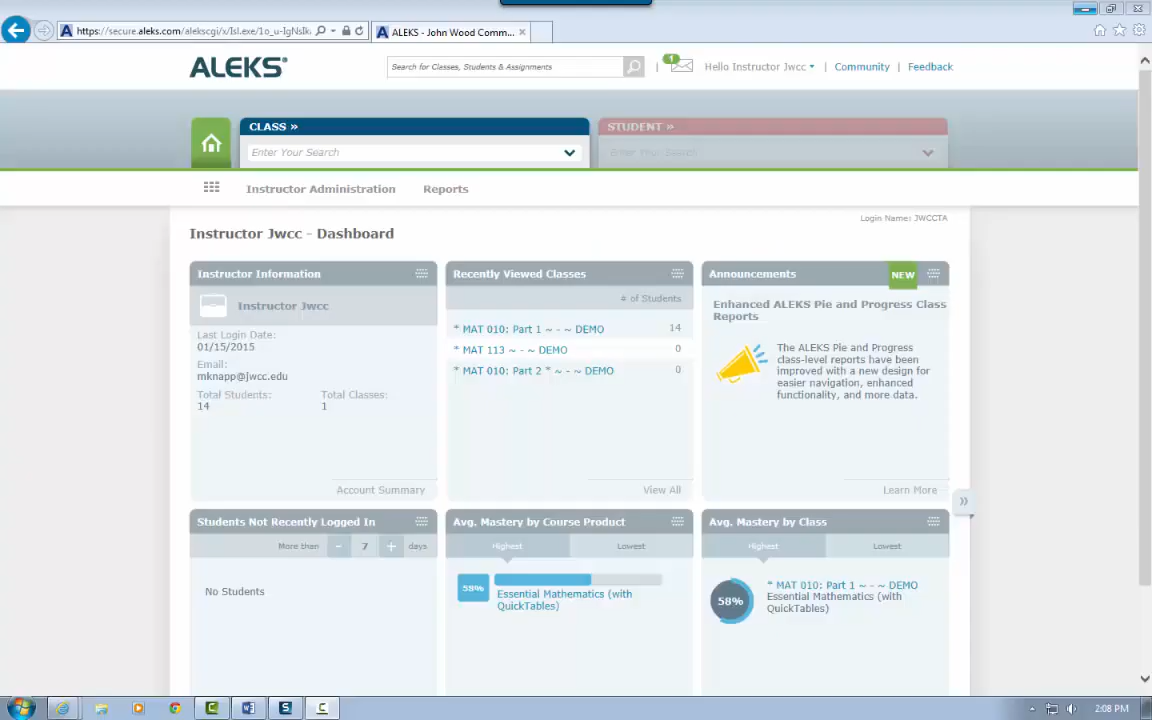 https://secure.aleks.com/alekscgi/x/Isl.exe/1o_u-IgNsIk
ALEKS - John Wood Comm...
ALEKS
Search for Classes, Students & Assignments
1
Hello Instructor Jwcc
Community
Feedback
CLASS »
STUDENT »
Enter Your Search
Enter Your Search
Instructor Administration
Reports
Login Name: JWCCTA
Instructor Jwcc - Dashboard
Instructor Information
Instructor Jwcc
Last Login Date:
01/15/2015
Email:
mknapp@jwcc.edu
Total Students:
Total Classes:
14
1
Account Summary
Recently Viewed Classes
# of Students
* MAT 010: Part 1 ~ - ~ DEMO 14
* MAT 113 ~ - ~ DEMO 0
* MAT 010: Part 2 * ~ - ~ DEMO 0
View All
Announcements
NEW
Enhanced ALEKS Pie and Progress Class
Reports
The ALEKS Pie and Progress
class-level reports have been
improved with a new design for
easier navigation, enhanced
functionality, and more data.
Learn More
»
Students Not Recently Logged In
More than - 7 + days
No Students
Avg. Mastery by Course Product
Highest
Lowest
58%
Essential Mathematics (with
QuickTables)
Avg. Mastery by Class
Highest
Lowest
58%
* MAT 010: Part 1 ~ - ~ DEMO
Essential Mathematics (with
QuickTables)
2:08 PM